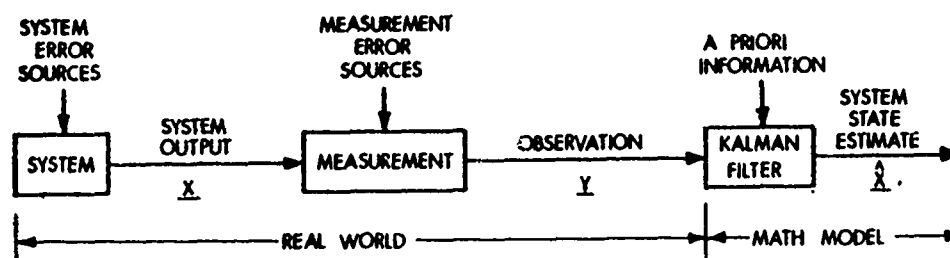 SYSTEM
ERROR
SOURCES
MEASUREMENT
ERROR
SOURCES
A PRIORI
INFORMATION
SYSTEM
OUTPUT
X
OBSERVATION
Y
SYSTEM
STATE
ESTIMATE
X̂
SYSTEM
MEASUREMENT
KALMAN
FILTER
REAL WORLD
MATH MODEL